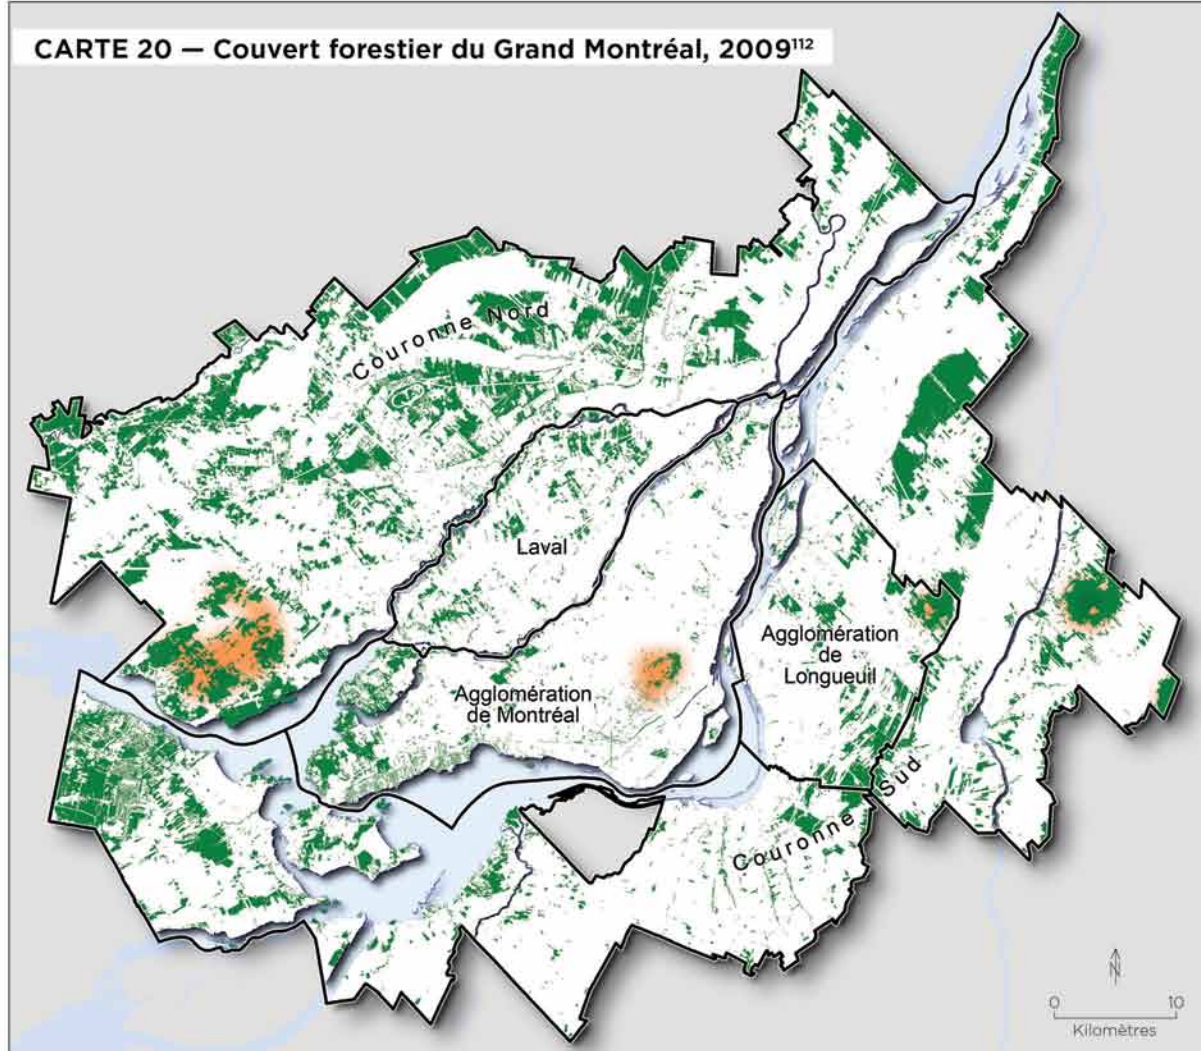 CARTE 20 — Couvert forestier du Grand Montréal, 2009¹¹²
Couronne Nord
Laval
Agglomération
de Montréal
Agglomération
de
Longueuil
Couronne Sud
N
0 10
Kilomètres